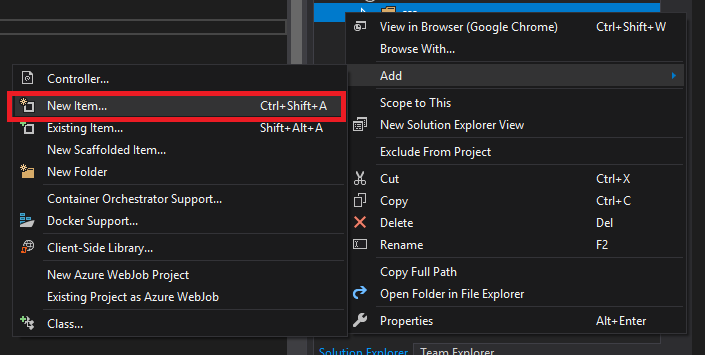 View in Browser (Google Chrome) Ctrl+Shift+W
Browse With...
Add
Scope to This
New Solution Explorer View
Exclude From Project
Cut Ctrl+X
Copy Ctrl+C
Delete Del
Rename F2
Copy Full Path
Open Folder in File Explorer
Properties Alt+Enter
Controller...
New Item... Ctrl+Shift+A
Existing Item... Shift+Alt+A
New Scaffolded Item...
New Folder
Container Orchestrator Support...
Docker Support...
Client-Side Library...
New Azure WebJob Project
Existing Project as Azure WebJob
Class...
Solution Explorer Team Explorer